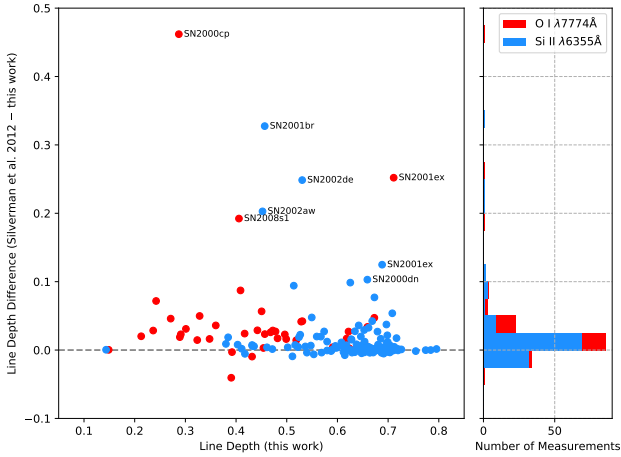 0.5
0.4
0.3
0.2
0.1
0.0
−0.1
Line Depth Difference (Silverman et al. 2012 − this work)
SN2000cp
SN2001br
SN2002de
SN2001ex
SN2002aw
SN2008s1
SN2001ex
SN2000dn
0.1 0.2 0.3 0.4 0.5 0.6 0.7 0.8
Line Depth (this work)
O I λ7774Å
Si II λ6355Å
0 50
Number of Measurements